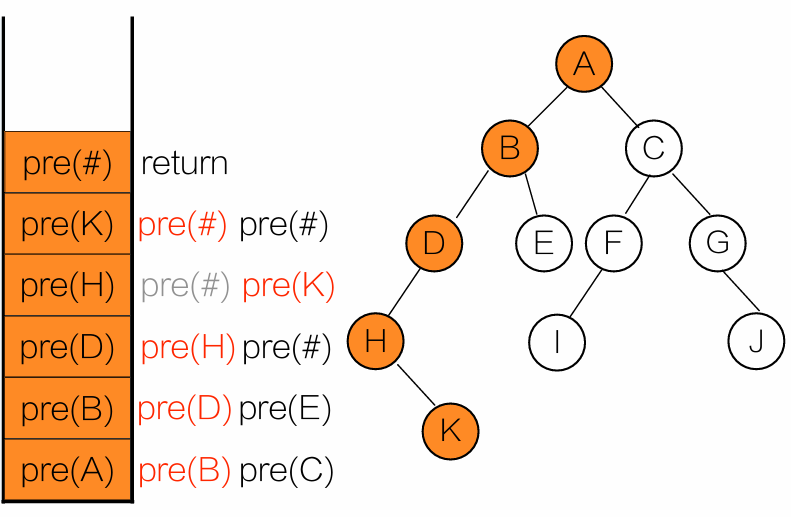 pre(#) return
pre(K) pre(#) pre(#)
pre(H) pre(#) pre(K)
pre(D) pre(H) pre(#)
pre(B) pre(D) pre(E)
pre(A) pre(B) pre(C)
A
B C
D E F G
H I J
K